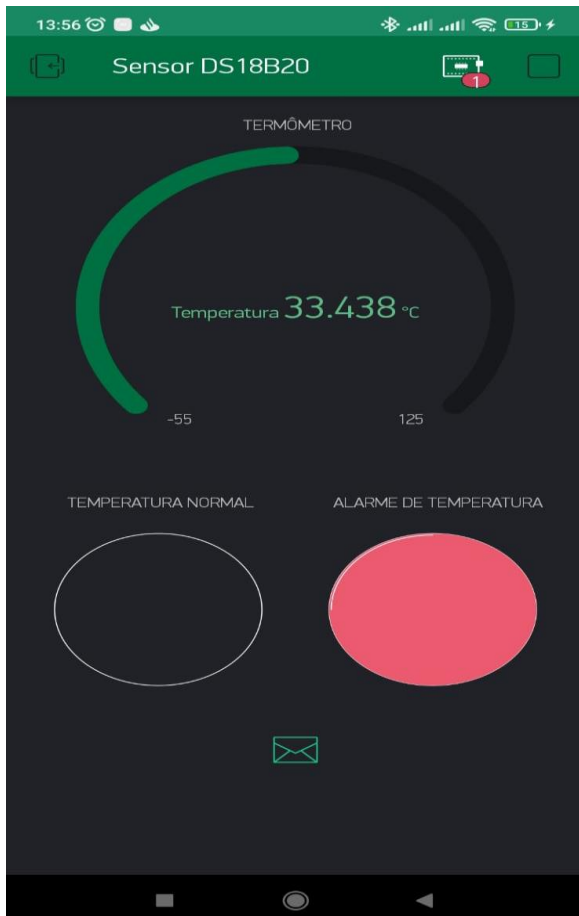 13:56
15
Sensor DS18B20
1
TERMÔMETRO
Temperatura 33.438 °C
-55 125
TEMPERATURA NORMAL ALARME DE TEMPERATURA